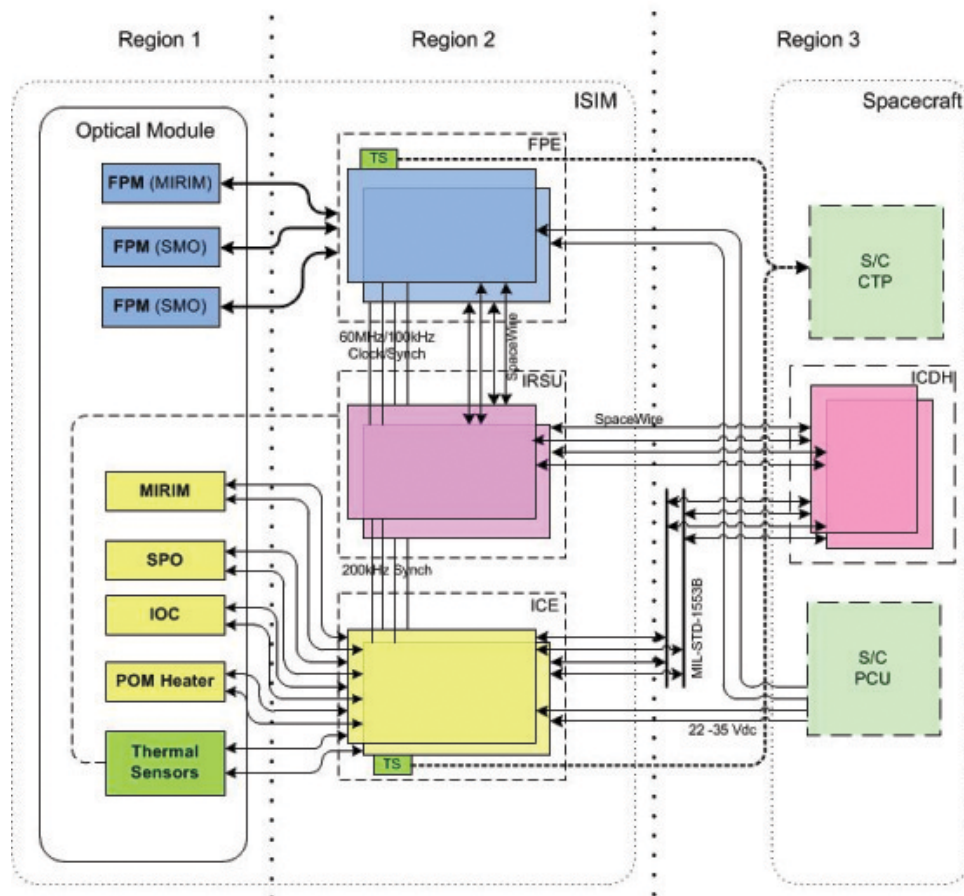 Region 1
Region 2
Region 3
ISIM
Spacecraft
Optical Module
FPE
TS
FPM (MIRIM)
FPM (SMO)
FPM (SMO)
S/C
CTP
60MHz/100kHz
Clock/Synch
SpaceWire
IRSU
ICDH
SpaceWire
MIRIM
SPO
IOC
POM Heater
Thermal
Sensors
200kHz Synch
ICE
MIL-STD-1553B
S/C
PCU
22 -35 Vdc
TS